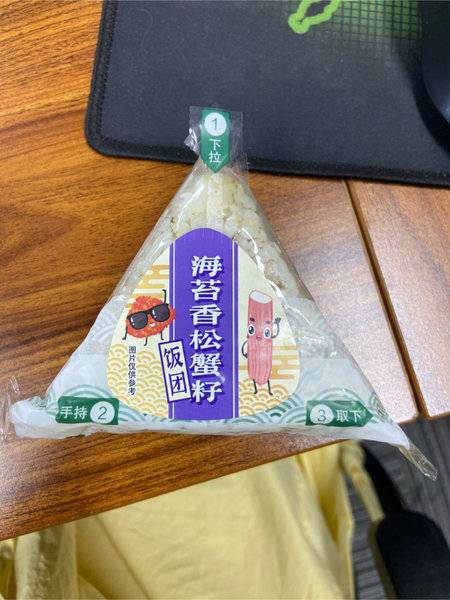 1
下拉
海苔香松蟹籽
饭团
图片仅供参考
手持 2
3 取下